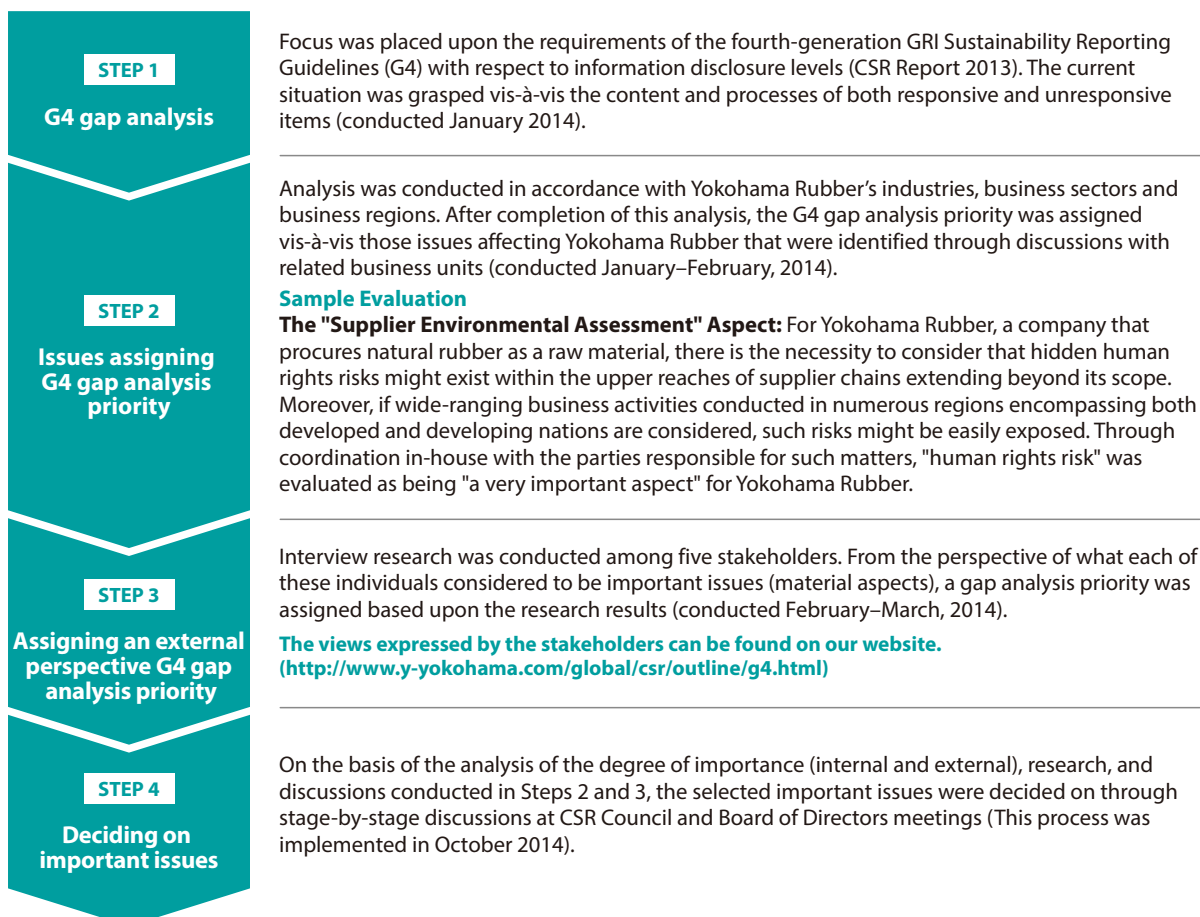 STEP 1
G4 gap analysis
Focus was placed upon the requirements of the fourth-generation GRI Sustainability Reporting
Guidelines (G4) with respect to information disclosure levels (CSR Report 2013). The current
situation was grasped vis-à-vis the content and processes of both responsive and unresponsive
items (conducted January 2014).
STEP 2
Issues assigning
G4 gap analysis
priority
Analysis was conducted in accordance with Yokohama Rubber's industries, business sectors and
business regions. After completion of this analysis, the G4 gap analysis priority was assigned
vis-à-vis those issues affecting Yokohama Rubber that were identified through discussions with
related business units (conducted January–February, 2014).
Sample Evaluation
The "Supplier Environmental Assessment" Aspect: For Yokohama Rubber, a company that
procures natural rubber as a raw material, there is the necessity to consider that hidden human
rights risks might exist within the upper reaches of supplier chains extending beyond its scope.
Moreover, if wide-ranging business activities conducted in numerous regions encompassing both
developed and developing nations are considered, such risks might be easily exposed. Through
coordination in-house with the parties responsible for such matters, "human rights risk" was
evaluated as being "a very important aspect" for Yokohama Rubber.
STEP 3
Assigning an external
perspective G4 gap
analysis priority
Interview research was conducted among five stakeholders. From the perspective of what each of
these individuals considered to be important issues (material aspects), a gap analysis priority was
assigned based upon the research results (conducted February–March, 2014).
The views expressed by the stakeholders can be found on our website.
(http://www.y-yokohama.com/global/csr/outline/g4.html)
STEP 4
Deciding on
important issues
On the basis of the analysis of the degree of importance (internal and external), research, and
discussions conducted in Steps 2 and 3, the selected important issues were decided on through
stage-by-stage discussions at CSR Council and Board of Directors meetings (This process was
implemented in October 2014).